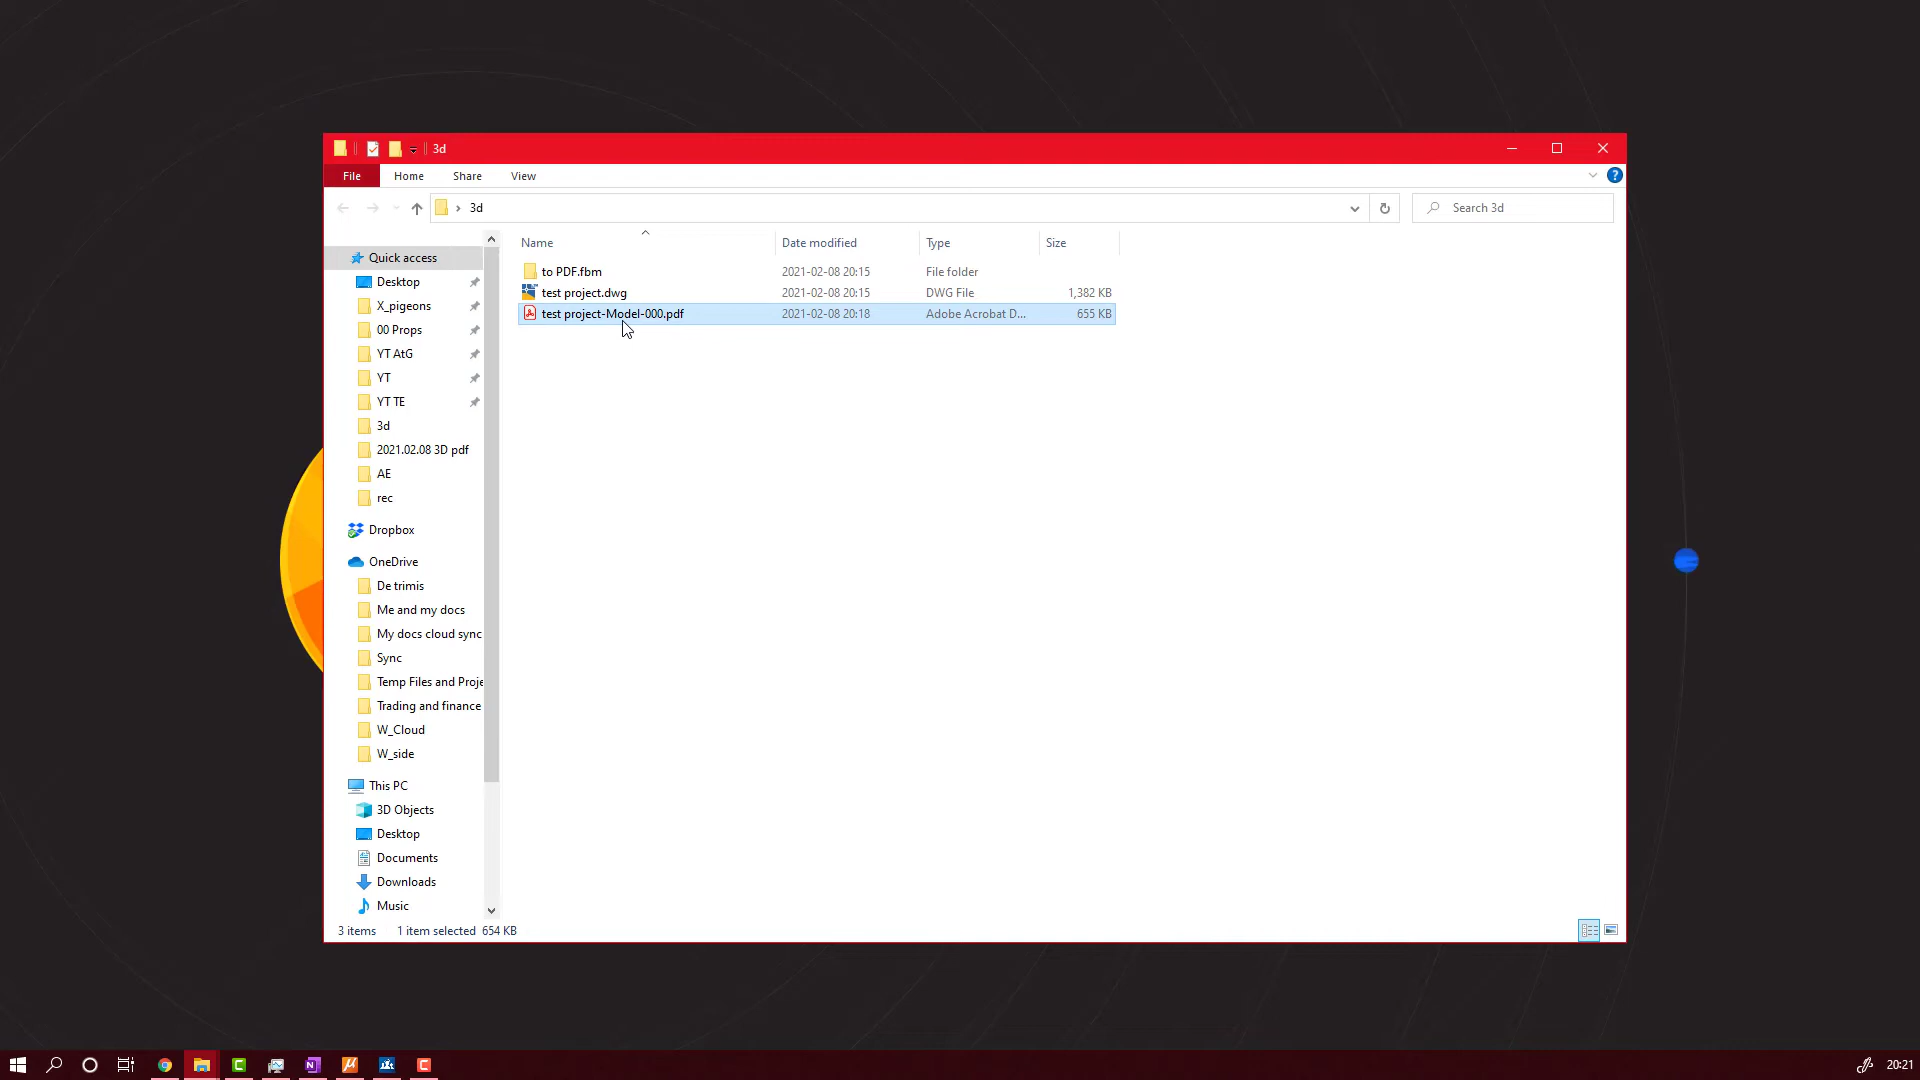 3d
File Home Share View
3d
Search 3d
Name Date modified Type Size
Quick access
to PDF.fbm 2021-02-08 20:15 File folder
Desktop
test project.dwg 2021-02-08 20:15 DWG File 1,382 KB
X_pigeons
test project-Model-000.pdf 2021-02-08 20:18 Adobe Acrobat D... 655 KB
00 Props
YT AtG
YT
YT TE
3d
2021.02.08 3D pdf
AE
rec
Dropbox
OneDrive
De trimis
Me and my docs
My docs cloud sync
Sync
Temp Files and Proje
Trading and finance
W_Cloud
W_side
This PC
3D Objects
Desktop
Documents
Downloads
Music
3 items 1 item selected 654 KB
20:21